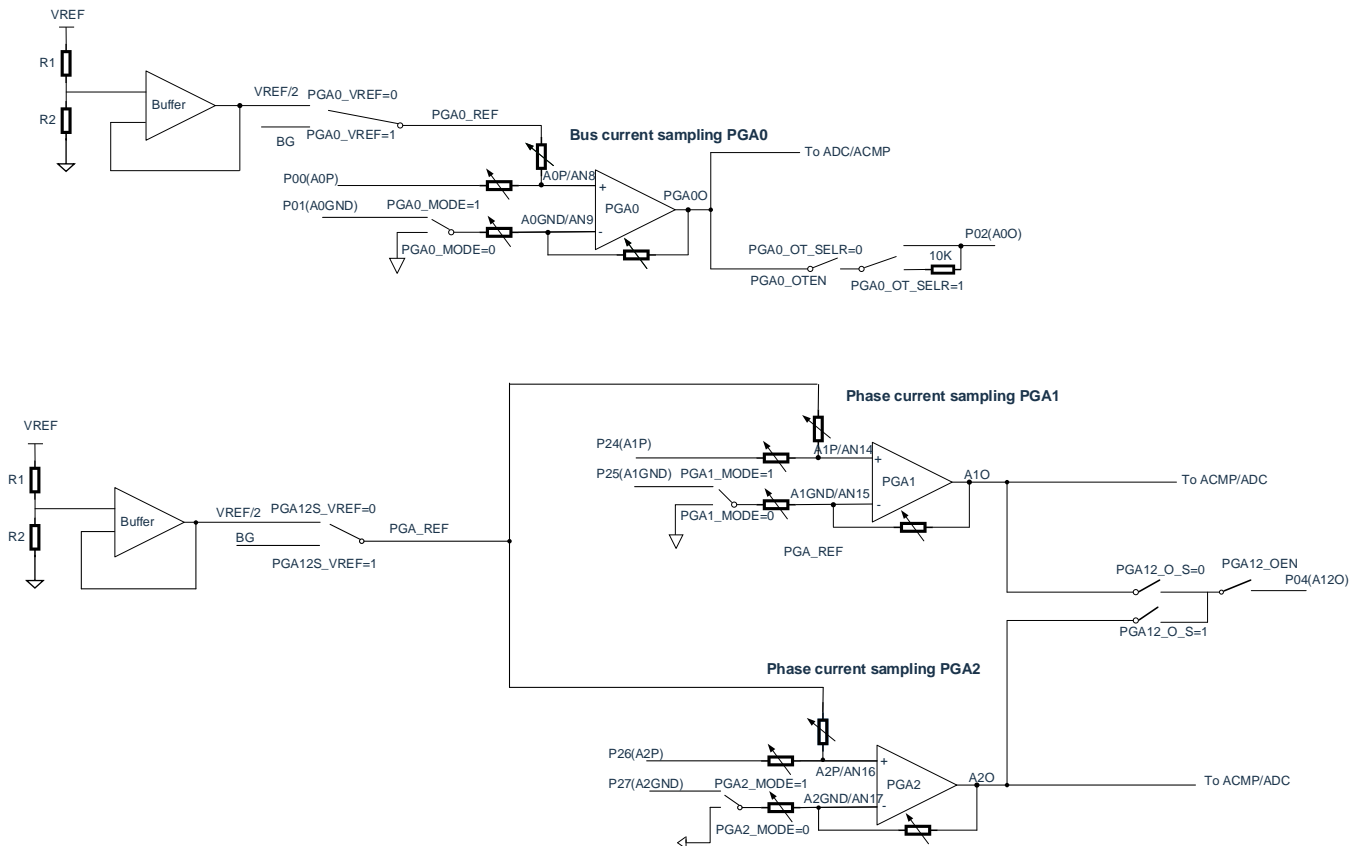 VREF
R1
R2
Buffer
VREF/2
PGA0_VREF=0
PGA0_VREF=1
BG
PGA0_REF
Bus current sampling PGA0
P00(A0P)
A0P/AN8
+
P01(A0GND)
PGA0_MODE=1
PGA0_MODE=0
A0GND/AN9
-
PGA0
PGA0O
To ADC/ACMP
PGA0_OT_SELR=0
PGA0_OTEN
10K
PGA0_OT_SELR=1
P02(A0O)
VREF
R1
R2
Buffer
VREF/2
PGA12S_VREF=0
BG
PGA12S_VREF=1
PGA_REF
Phase current sampling PGA1
P24(A1P)
A1P/AN14
+
P25(A1GND)
PGA1_MODE=1
A1GND/AN15
-
PGA1_MODE=0
PGA1
A1O
To ACMP/ADC
PGA_REF
PGA12_O_S=0
PGA12_OEN
P04(A12O)
PGA12_O_S=1
Phase current sampling PGA2
P26(A2P)
A2P/AN16
+
P27(A2GND)
PGA2_MODE=1
A2GND/AN17
-
PGA2_MODE=0
PGA2
A2O
To ACMP/ADC